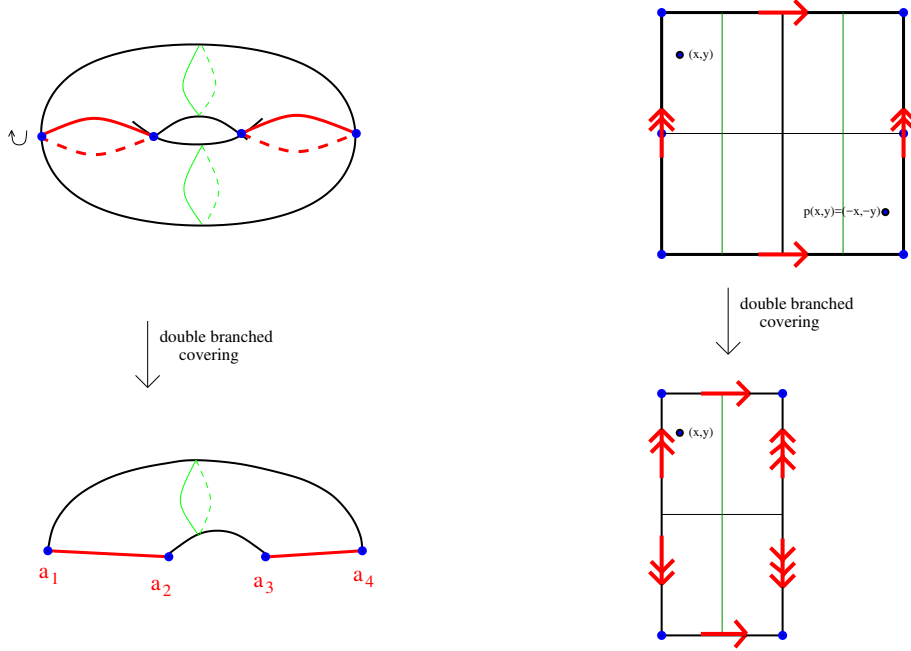 (x,y)
p(x,y)=(−x,−y)
double branched
covering
double branched
covering
(x,y)
a1
a2
a3
a4